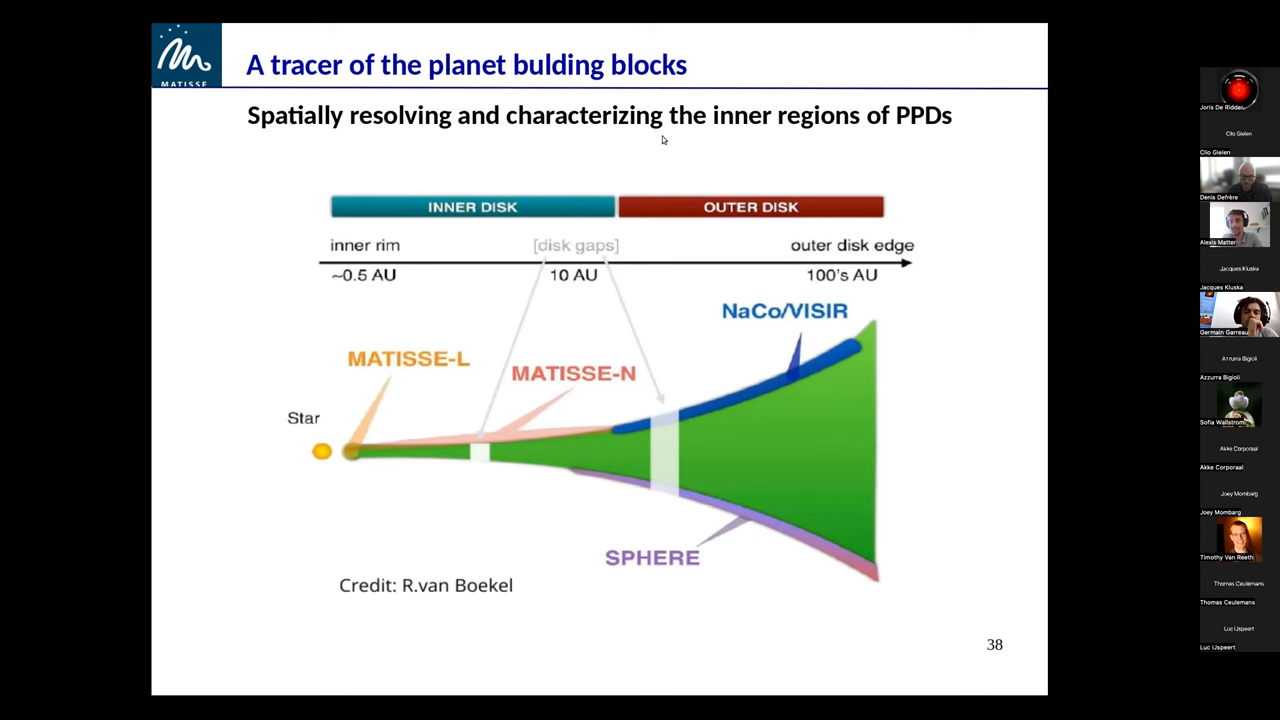 MATISSE
A tracer of the planet bulding blocks
Spatially resolving and characterizing the inner regions of PPDs
INNER DISK
OUTER DISK
inner rim
[disk gaps]
outer disk edge
~0.5 AU
10 AU
100's AU
NaCo/VISIR
MATISSE-L
MATISSE-N
Star
SPHERE
Credit: R.van Boekel
38
Joris De Ridder
Clio Gielen
Clio Gielen
Denis Defrère
Alexis Matter
Jacques Kluska
Jacques Kluska
Germain Garreau
Azzurra Bigioli
Azzurra Bigioli
Sofia Wallstrom
Akke Corporaal
Akke Corporaal
Joey Mombarg
Joey Mombarg
Timothy Van Reeth
Thomas Ceulemans
Thomas Ceulemans
Luc IJspeert
Luc IJspeert